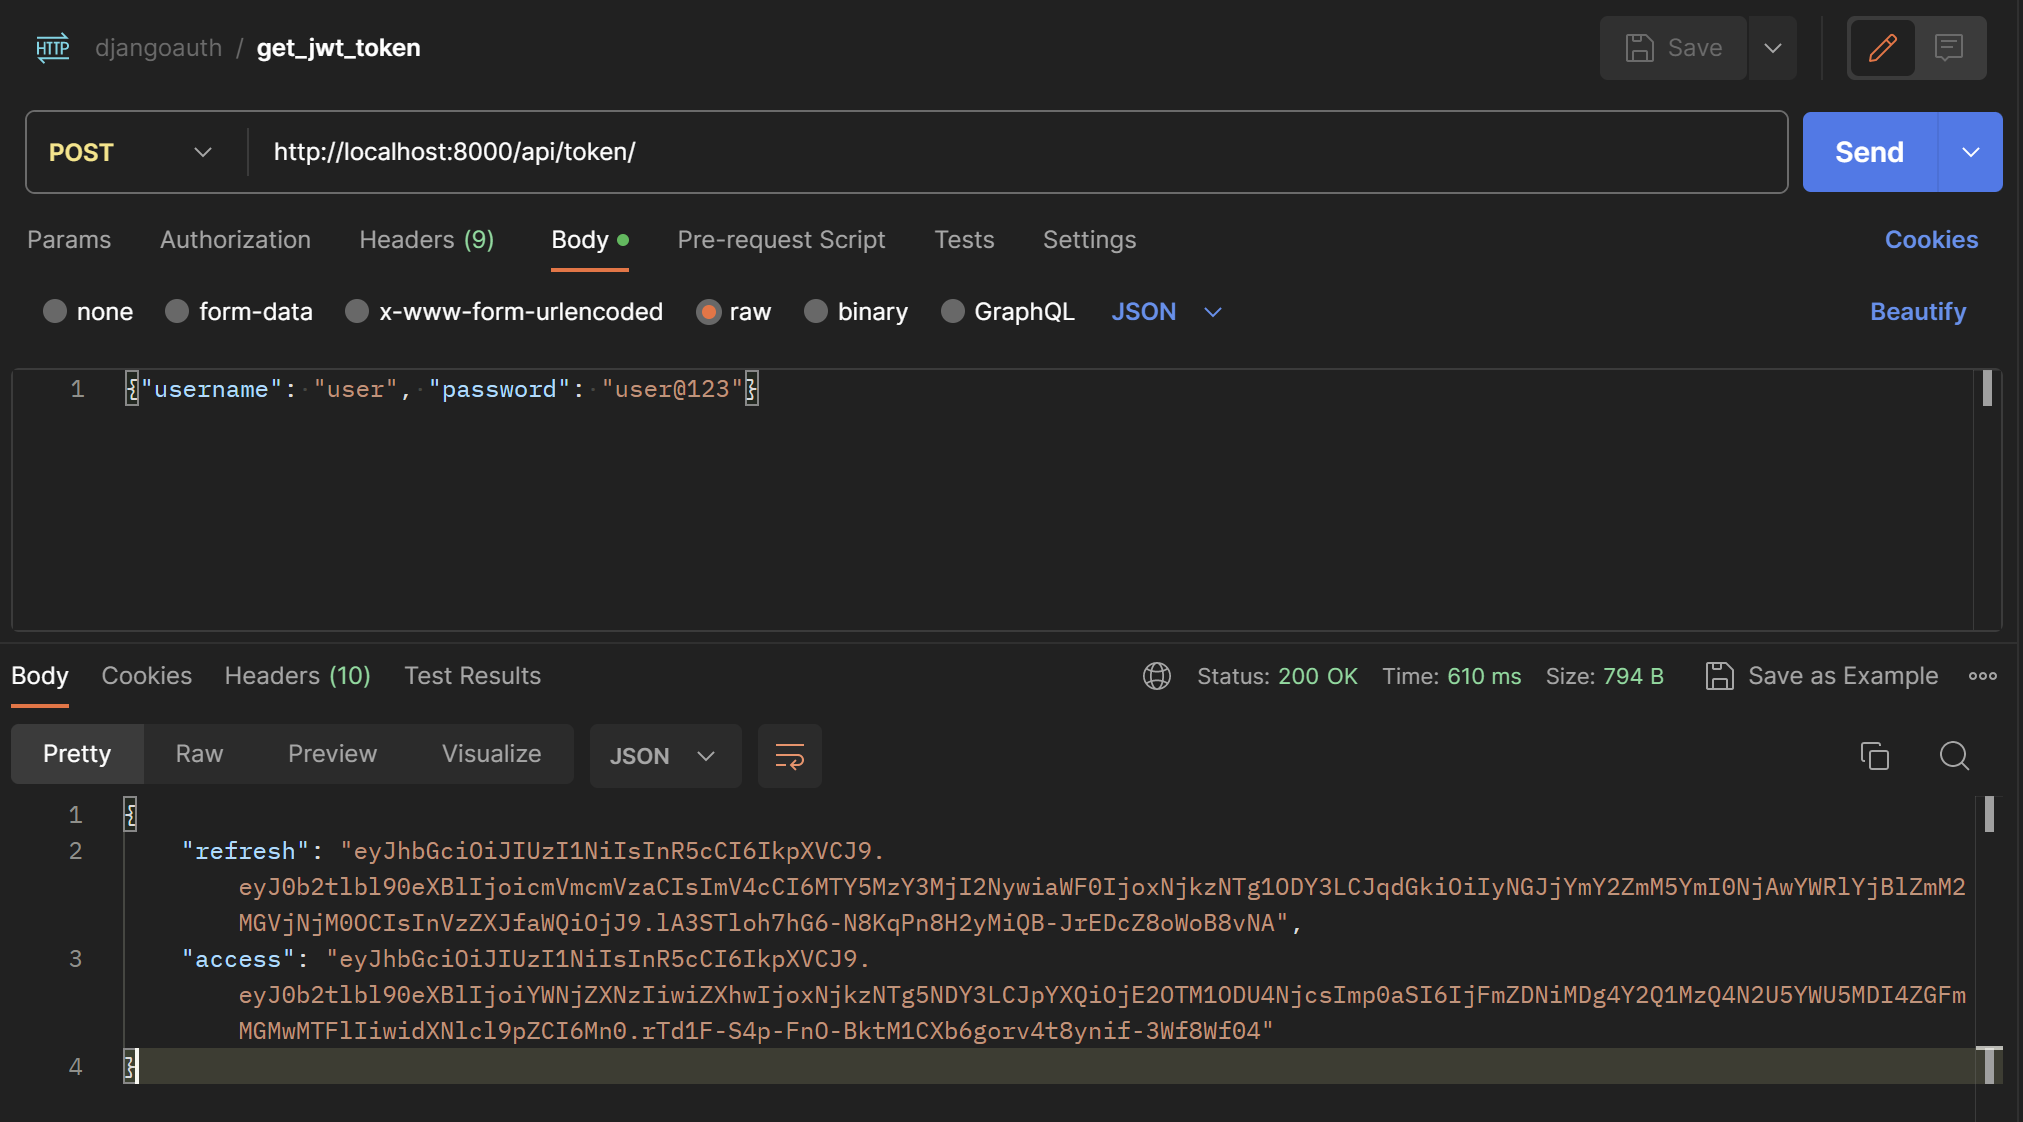 HTTP djangoauth / get_jwt_token Save
POST http://localhost:8000/api/token/ Send
Params Authorization Headers (9) Body Pre-request Script Tests Settings Cookies
none form-data x-www-form-urlencoded raw binary GraphQL JSON Beautify
1 {"username": "user", "password": "user@123"}
Body Cookies Headers (10) Test Results Status: 200 OK Time: 610 ms Size: 794 B Save as Example
Pretty Raw Preview Visualize JSON
1 {
2 "refresh": "eyJhbGciOiJIUzI1NiIsInR5cCI6IkpXVCJ9.
eyJ0b2tlbl90eXBlIjoicmVmcmVzaCIsImV4cCI6MTY5MzY3MjI2NywiaWF0IjoxNjkzNTg1ODY3LCJqdGkiOiIyNGJjYmY2ZmM5YmI0NjAwYWRlYjBlZmM2
MGVjNjM0OCIsInVzZXJfaWQiOjJ9.lA3STloh7hG6-N8KqPn8H2yMiQB-JrEDcZ8oWoB8vNA",
3 "access": "eyJhbGciOiJIUzI1NiIsInR5cCI6IkpXVCJ9.
eyJ0b2tlbl90eXBlIjoiYWNjZXNzIiwiZXhwIjoxNjkzNTg5NDY3LCJpYXQiOjE2OTM1ODU4NjcsImp0aSI6IjFmZDNiMDg4Y2Q1MzQ4N2U5YWU5MDI4ZGFm
MGMwMTFlIiwidXNlcl9pZCI6Mn0.rTd1F-S4p-FnO-BktM1CXb6gorv4t8ynif-3Wf8Wf04"
4 }